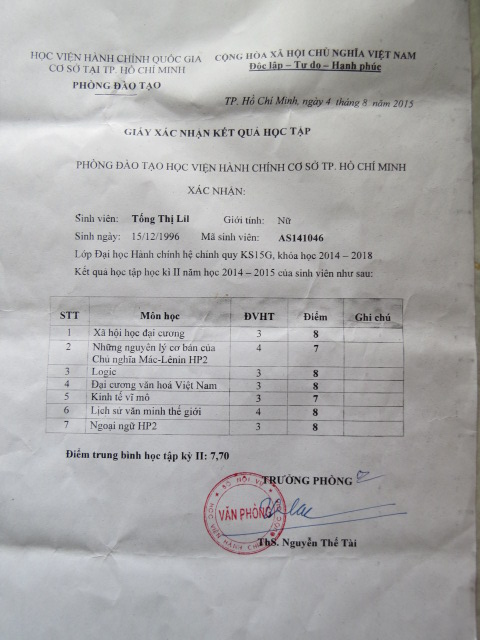 HỌC VIỆN HÀNH CHÍNH QUỐC GIA
CƠ SỞ TẠI TP. HỒ CHÍ MINH
PHÒNG ĐÀO TẠO
CỘNG HÒA XÃ HỘI CHỦ NGHĨA VIỆT NAM
Độc lập – Tự do – Hạnh phúc
TP. Hồ Chí Minh, ngày 4 tháng 8 năm 2015
GIẤY XÁC NHẬN KẾT QUẢ HỌC TẬP
PHÒNG ĐÀO TẠO HỌC VIỆN HÀNH CHÍNH CƠ SỞ TP. HỒ CHÍ MINH
XÁC NHẬN:
Sinh viên: Tống Thị Lil Giới tính: Nữ
Sinh ngày: 15/12/1996 Mã sinh viên: AS141046
Lớp Đại học Hành chính hệ chính quy KS15G, khóa học 2014 – 2018
Kết quả học tập học kì II năm học 2014 – 2015 của sinh viên như sau:
STT Môn học ĐVHT Điểm Ghi chú
1 Xã hội học đại cương 3 8
2 Những nguyên lý cơ bản của Chủ nghĩa Mác-Lênin HP2 4 7
3 Logic 3 8
4 Đại cương văn hoá Việt Nam 3 8
5 Kinh tế vĩ mô 3 7
6 Lịch sử văn minh thế giới 4 8
7 Ngoại ngữ HP2 3 8
Điểm trung bình học tập kỳ II: 7,70
TRƯỞNG PHÒNG
BỘ NỘI VỤ
VĂN PHÒNG
HÀNH CHÍNH
ThS. Nguyễn Thế Tài